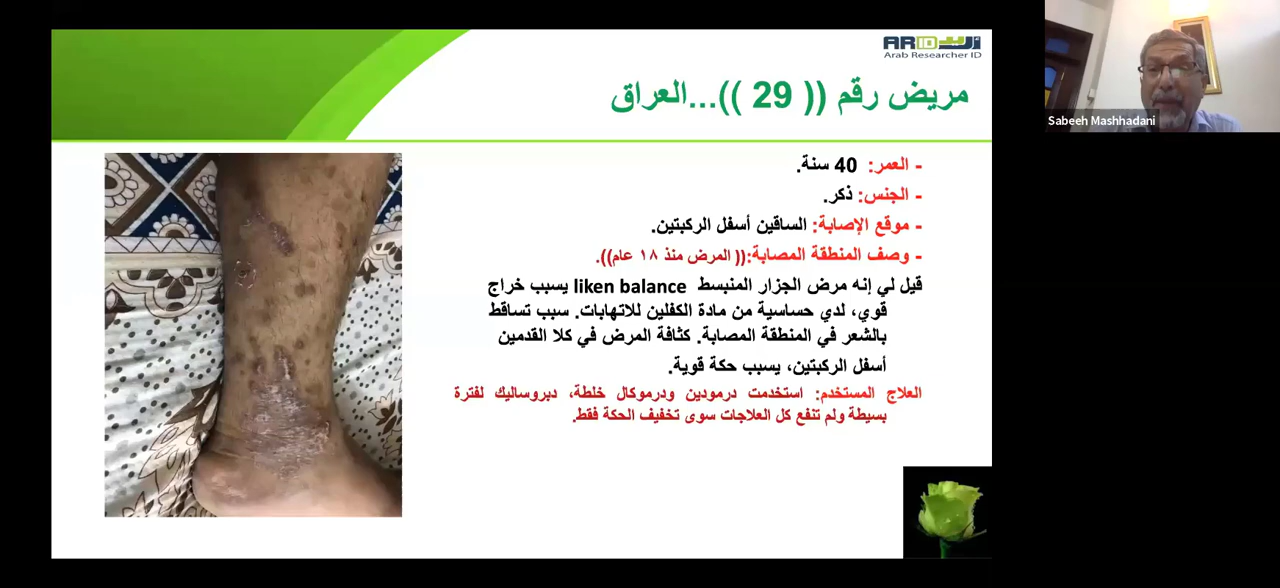 ARID أريد
Arab Researcher ID
مريض رقم (( 29 ))...العراق
Sabeeh Mashhadani
- العمر: 40 سنة.
- الجنس: ذكر.
- موقع الإصابة: الساقين أسفل الركبتين.
- وصف المنطقة المصابة:(( المرض منذ ١٨ عام)).
قيل لي إنه مرض الجزار المنبسط liken balance يسبب خراج
قوي، لدي حساسية من مادة الكفلين للاتهابات. سبب تساقط
بالشعر في المنطقة المصابة. كثافة المرض في كلا القدمين
أسفل الركبتين، يسبب حكة قوية.
العلاج المستخدم: استخدمت درمودين ودرموكال خلطة، دبروساليك لفترة
بسيطة ولم تنفع كل العلاجات سوى تخفيف الحكة فقط.